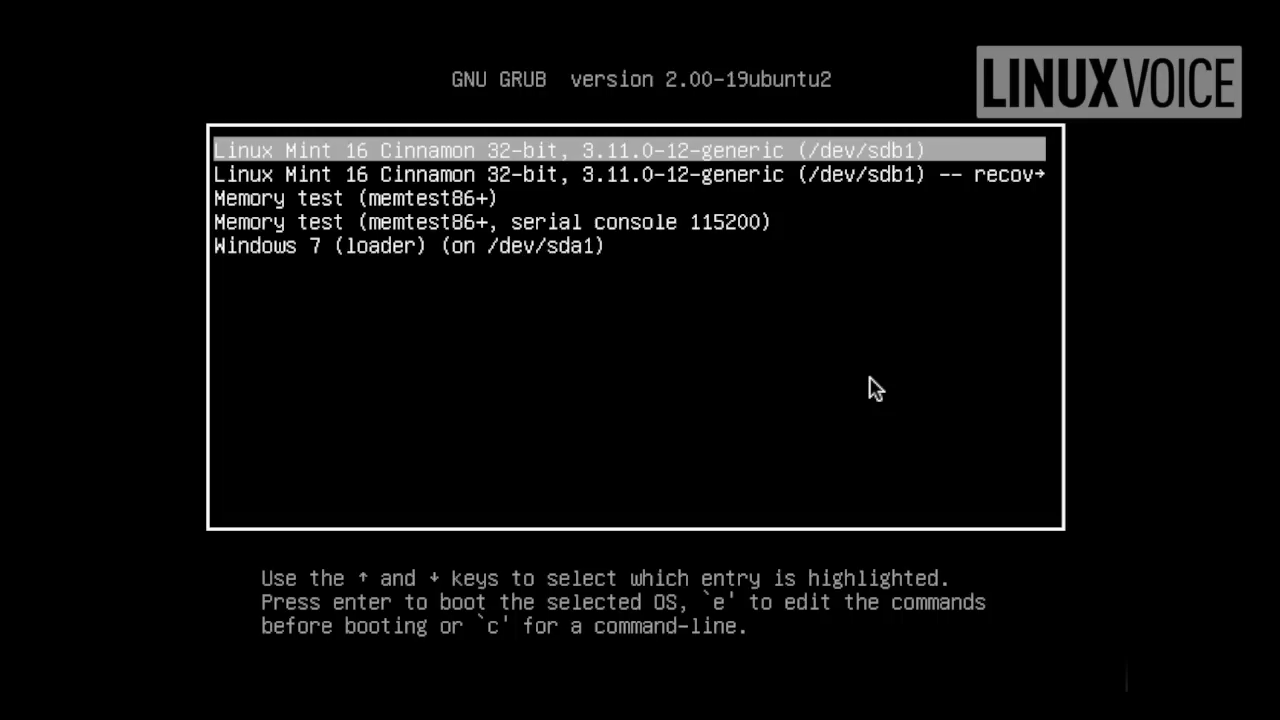 LINUXVOICE
GNU GRUB version 2.00-19ubuntu2
Linux Mint 16 Cinnamon 32-bit, 3.11.0-12-generic (/dev/sdb1)
Linux Mint 16 Cinnamon 32-bit, 3.11.0-12-generic (/dev/sdb1) -- recov→
Memory test (memtest86+)
Memory test (memtest86+, serial console 115200)
Windows 7 (loader) (on /dev/sda1)
Use the ↑ and ↓ keys to select which entry is highlighted.
Press enter to boot the selected OS, `e' to edit the commands
before booting or `c' for a command-line.